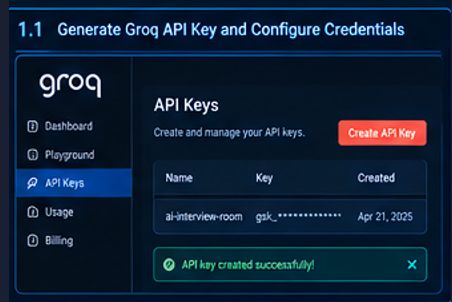 1.1 Generate Groq API Key and Configure Credentials
groq
Dashboard
Playground
API Keys
Usage
Billing
API Keys
Create and manage your API keys.
Create API Key
Name Key Created
ai-interview-room gsk_************* Apr 21, 2025
API key created successfully! ×